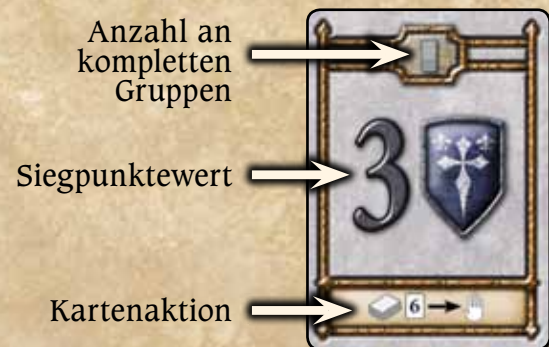 Anzahl an
kompletten
Gruppen
Siegpunktewert
3
Kartenaktion
6